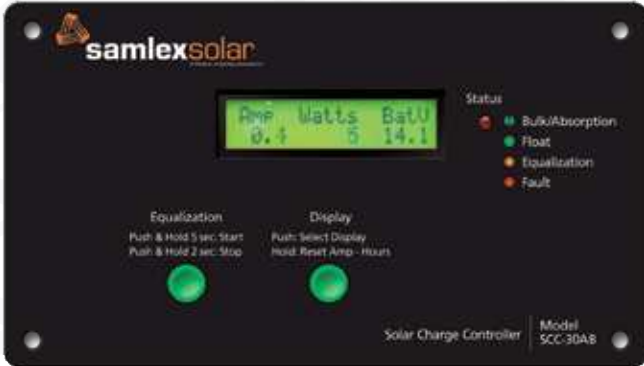 samlexsolar
Amp Watts BatV
0.4 6 14.1
Status
Bulk/Absorption
Float
Equalization
Fault
Equalization
Push & Hold 5 sec: Start
Push & Hold 2 sec: Stop
Display
Push: Select Display
Hold: Reset Amp - Hours
Solar Charge Controller
Model
SCC-30AB